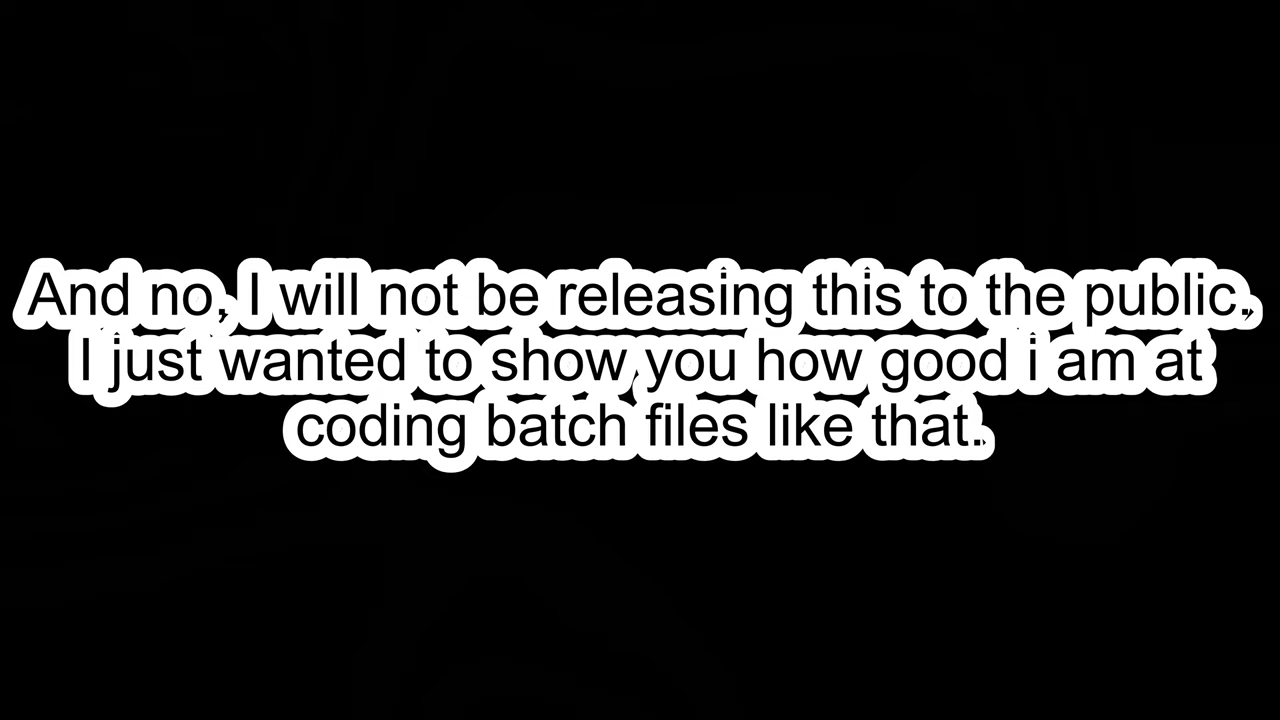 And no, I will not be releasing this to the public.,
I just wanted to show you how good i am at
coding batch files like that.